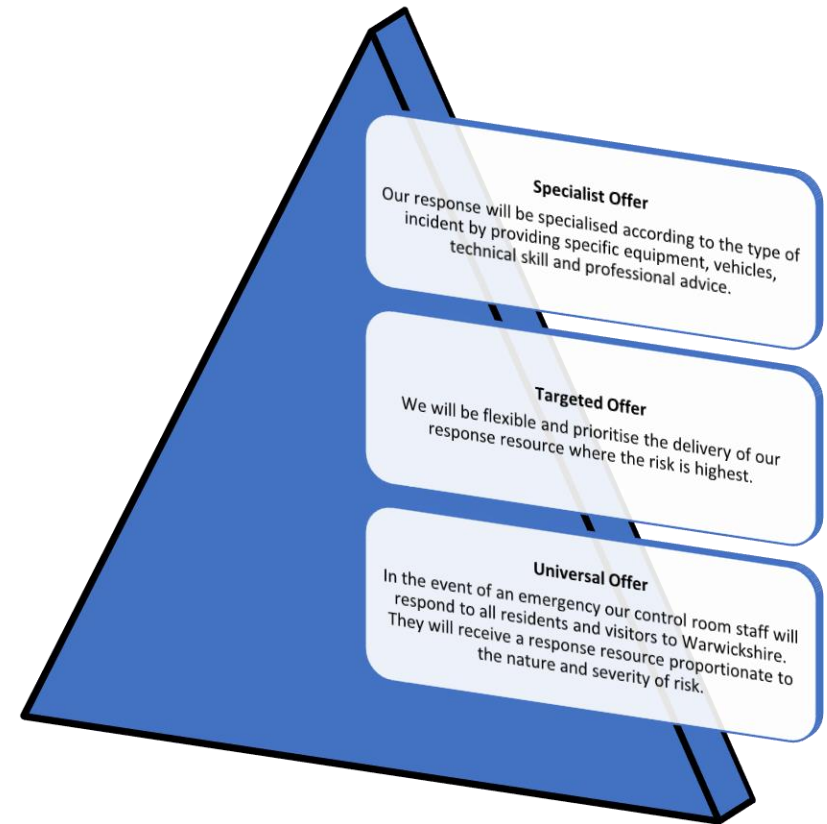 Specialist Offer
Our response will be specialised according to the type of
incident by providing specific equipment, vehicles,
technical skill and professional advice.
Targeted Offer
We will be flexible and prioritise the delivery of our
response resource where the risk is highest.
Universal Offer
In the event of an emergency our control room staff will
respond to all residents and visitors to Warwickshire.
They will receive a response resource proportionate to
the nature and severity of risk.